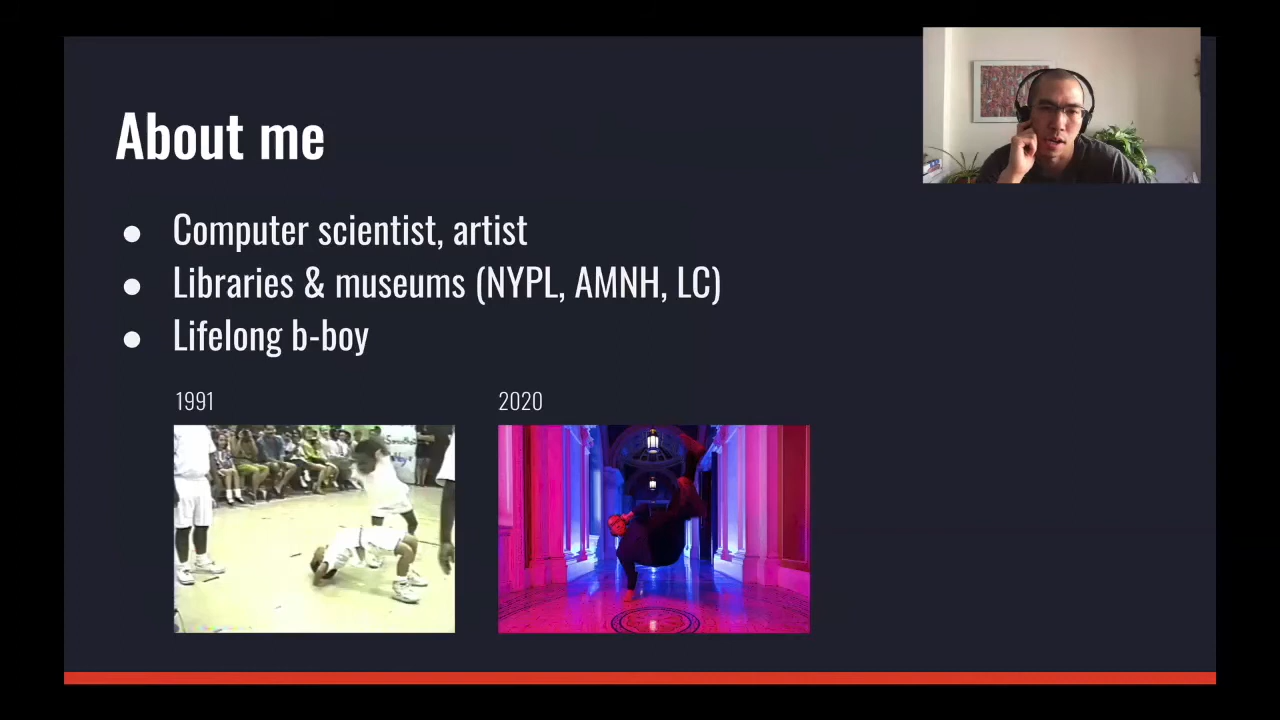 About me
● Computer scientist, artist
● Libraries & museums (NYPL, AMNH, LC)
● Lifelong b-boy
1991
2020